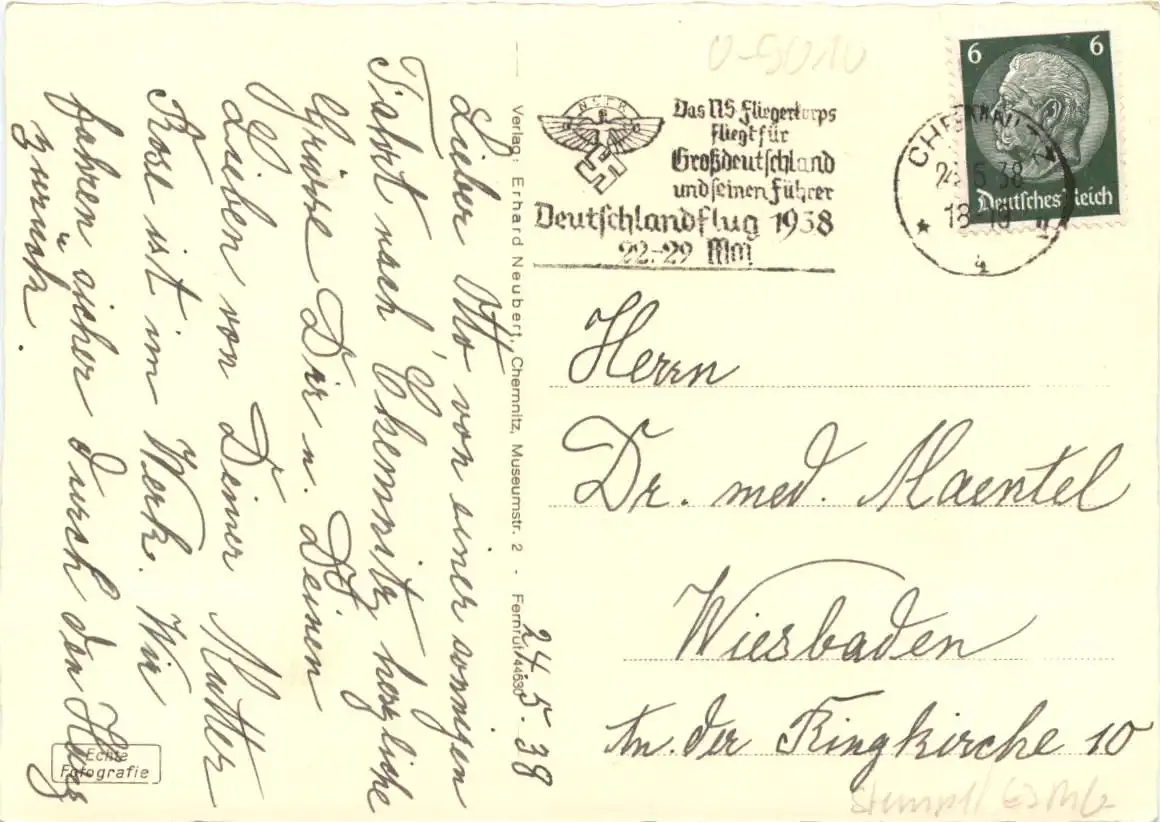 Lieber Otto von einer sonnigen
Fahrt nach Chemnitz herzliche
Grüsse Dir u. Deinen
Lieben von Deiner Mutter
Rose ist im Werk. Wir
fahren sicher durch den Harz
zurück.
24.5.38
Echte
Fotografie
Verlag: Erhard Neubert, Chemnitz, Museumstr. 2 - Fernruf 44630
0-5010
NSFK
Das NS Fliegerkorps
fliegt für
Großdeutschland
und seinen Führer
Deutschlandflug 1938
22.-29 Mai
CHEMNITZ
24.5.38
18-19
4
6 6
Deutsches Reich
Herrn
Dr. med. Maentel
Wiesbaden
An der Ringkirche 10
Stempel